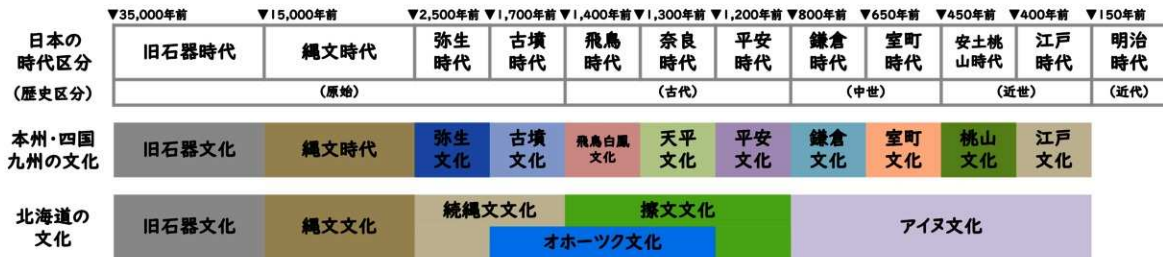 ▼35,000年前 ▼15,000年前 ▼2,500年前 ▼1,700年前 ▼1,400年前 ▼1,300年前 ▼1,200年前 ▼800年前 ▼650年前 ▼450年前 ▼400年前 ▼150年前
日本の
時代区分
旧石器時代
縄文時代
弥生
時代
古墳
時代
飛鳥
時代
奈良
時代
平安
時代
鎌倉
時代
室町
時代
安土桃
山時代
江戸
時代
明治
時代
(歴史区分) (原始) (古代) (中世) (近世) (近代)
本州・四国
九州の文化
旧石器文化
縄文時代
弥生
文化
古墳
文化
飛鳥白鳳
文化
天平
文化
平安
文化
鎌倉
文化
室町
文化
桃山
文化
江戸
文化
北海道の
文化
旧石器文化
縄文文化
続縄文文化
擦文文化
オホーツク文化
アイヌ文化